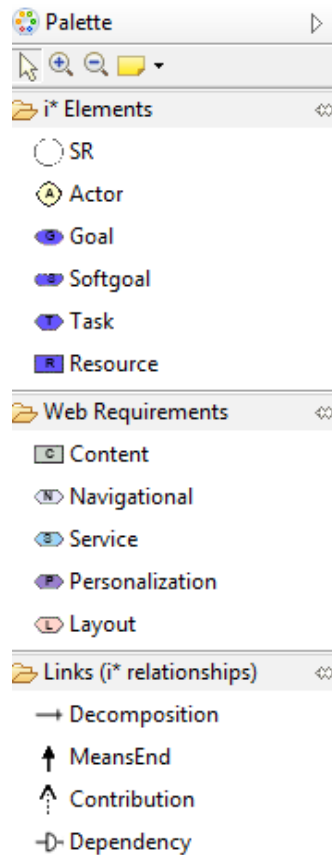 Palette
i* Elements
SR
A Actor
G Goal
S Softgoal
T Task
R Resource
Web Requirements
C Content
N Navigational
S Service
P Personalization
L Layout
Links (i* relationships)
Decomposition
MeansEnd
Contribution
D Dependency